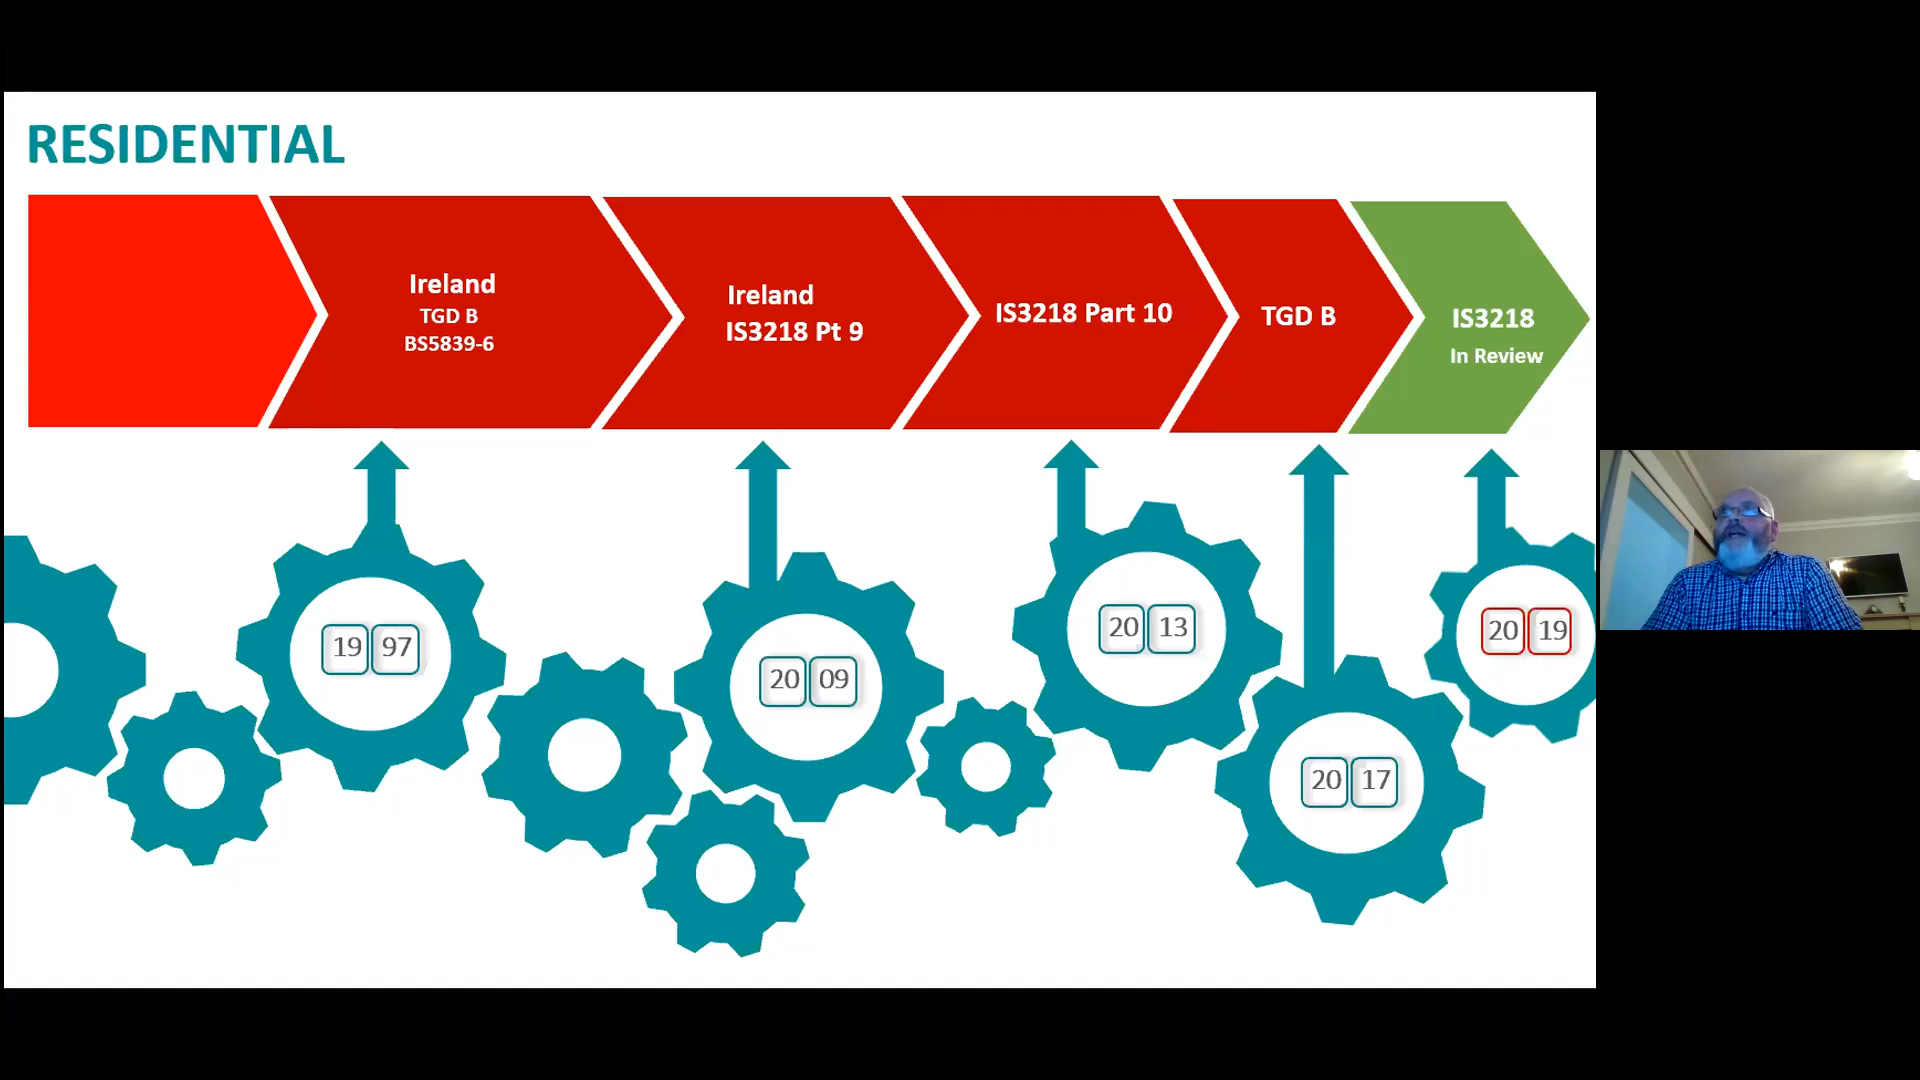 RESIDENTIAL
Ireland
TGD B
BS5839-6
Ireland
IS3218 Pt 9
IS3218 Part 10
TGD B
IS3218
In Review
19 97
20 09
20 13
20 17
20 19